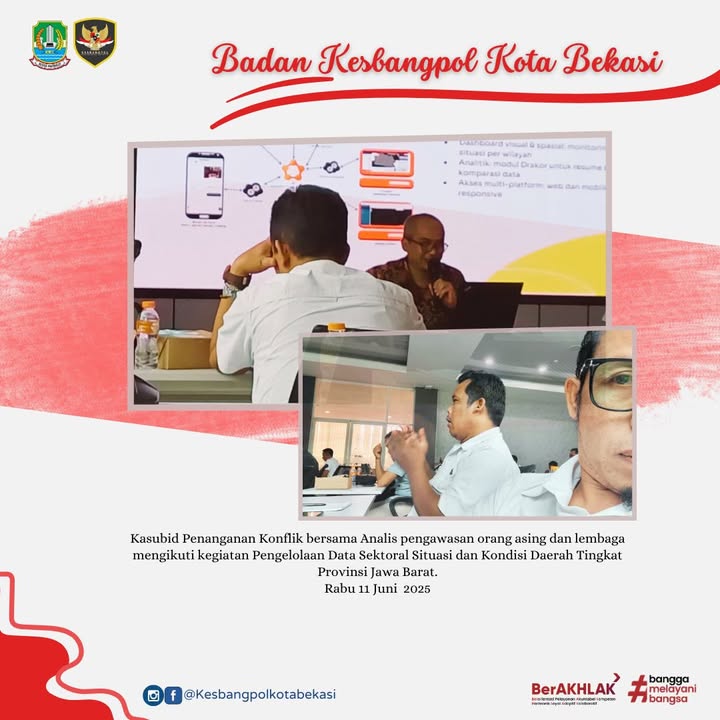 Badan Kesbangpol Kota Bekasi
Dashboard visual & spasial: monitoring
situasi per wilayah
Analitik: modul Drakor untuk resume
komparasi data
Akses multi-platform: web dan mobile
responsive
Kasubid Penanganan Konflik bersama Analis pengawasan orang asing dan lembaga
mengikuti kegiatan Pengelolaan Data Sektoral Situasi dan Kondisi Daerah Tingkat
Provinsi Jawa Barat.
Rabu 11 Juni 2025
@Kesbangpolkotabekasi
BerAKHLAK
#bangga
melayani
bangsa